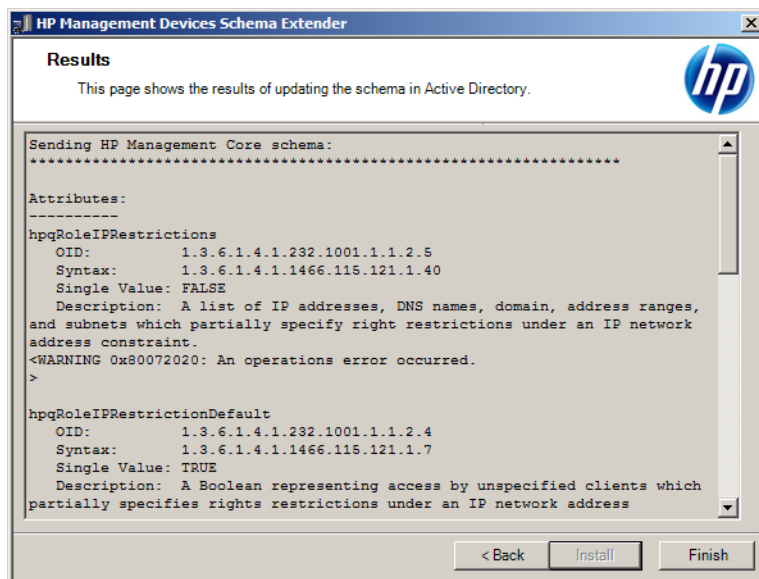 HP Management Devices Schema Extender
Results
This page shows the results of updating the schema in Active Directory.
hp
Sending HP Management Core schema:
******************************************************************
Attributes:
----------
hpqRoleIPRestrictions
OID: 1.3.6.1.4.1.232.1001.1.1.2.5
Syntax: 1.3.6.1.4.1.1466.115.121.1.40
Single Value: FALSE
Description: A list of IP addresses, DNS names, domain, address ranges,
and subnets which partially specify right restrictions under an IP network
address constraint.
<WARNING 0x80072020: An operations error occurred.
>
hpqRoleIPRestrictionDefault
OID: 1.3.6.1.4.1.232.1001.1.1.2.4
Syntax: 1.3.6.1.4.1.1466.115.121.1.7
Single Value: TRUE
Description: A Boolean representing access by unspecified clients which
partially specifies rights restrictions under an IP network address
< Back Install Finish